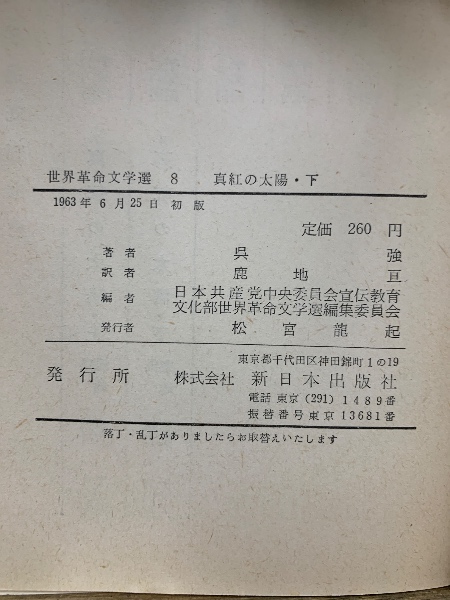 世界革命文学選 8 真紅の太陽・下
1963年6月25日 初版
定価 260 円
著者 呉強
訳者 鹿地亘
編者 日本共産党中央委員会宣伝教育
文化部世界革命文学選編集委員会
発行者 松宮龍起
東京都千代田区神田錦町1の19
発行所 株式会社 新日本出版社
電話 東京 (291) 1489番
振替番号東京 13681番
落丁・乱丁がありましたらお取替えいたします